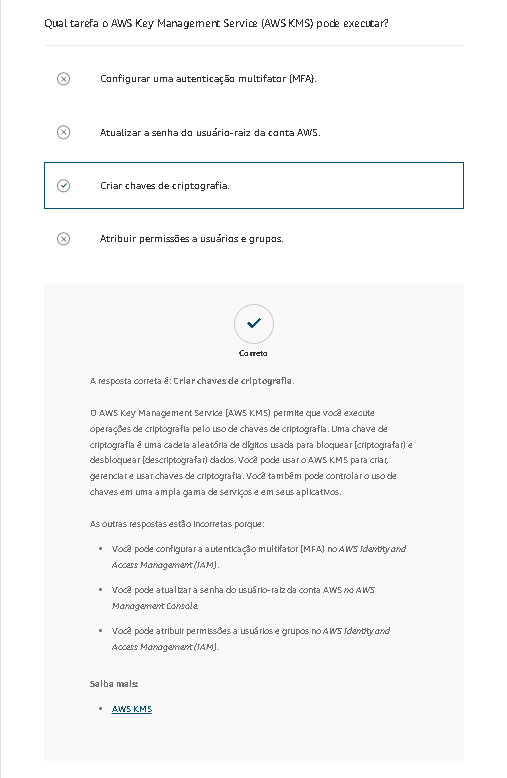 Qual tarefa o AWS Key Management Service (AWS KMS) pode executar?
Configurar uma autenticação multifator (MFA).
Atualizar a senha do usuário-raiz da conta AWS.
Criar chaves de criptografia.
Atribuir permissões a usuários e grupos.
Correto
A resposta correta é: Criar chaves de criptografia.
O AWS Key Management Service (AWS KMS) permite que você execute
operações de criptografia pelo uso de chaves de criptografia. Uma chave de
criptografia é uma cadeia aleatória de dígitos usada para bloquear (criptografar) e
desbloquear (descriptografar) dados. Você pode usar o AWS KMS para criar,
gerenciar e usar chaves de criptografia. Você também pode controlar o uso de
chaves em uma ampla gama de serviços e em seus aplicativos.
As outras respostas estão incorretas porque:
• Você pode configurar a autenticação multifator (MFA) no AWS Identity and
Access Management (IAM).
• Você pode atualizar a senha do usuário-raiz da conta AWS no AWS
Management Console.
• Você pode atribuir permissões a usuários e grupos no AWS Identity and
Access Management (IAM).
Saiba mais:
• AWS KMS